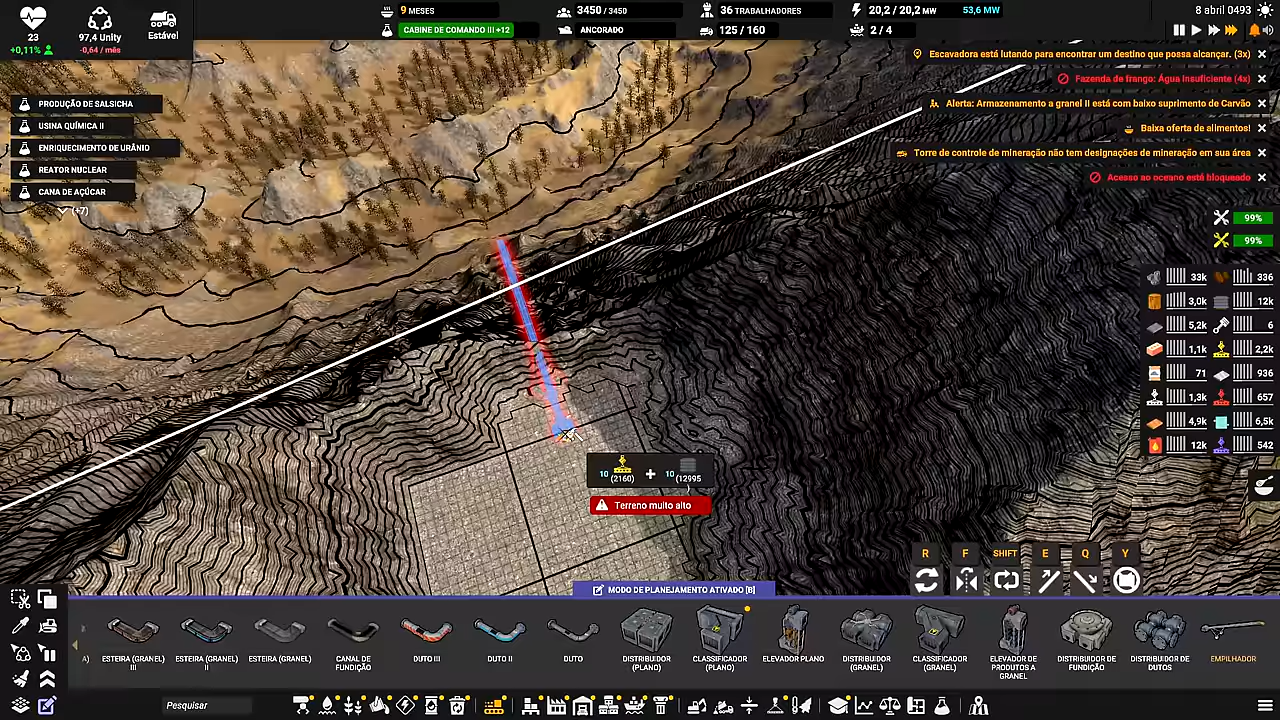 23
+0,11%
97,4 Unity
-0,64 / mês
Estável
9 MESES
CABINE DE COMANDO III +12
3450 / 3450
ANCORADO
36 TRABALHADORES
125 / 160
20,2 / 20,2 MW
53,6 MW
2 / 4
8 abril 0493
Escavadora está lutando para encontrar um destino que possa alcançar. (3x)
Fazenda de frango: Água Insuficiente (4x)
Alerta: Armazenamento a granel II está com baixo suprimento de Carvão
Baixa oferta de alimentos!
Torre de controle de mineração não tem designações de mineração em sua área
Acesso ao oceano está bloqueado
PRODUÇÃO DE SALSICHA
USINA QUÍMICA II
ENRIQUECIMENTO DE URÂNIO
REATOR NUCLEAR
CANA DE AÇÚCAR
(+7)
99%
99%
33k 336
3,0k 12k
5,2k 6
1,1k 2,2k
71 936
1,3k 657
4,9k 6,5k
12k 542
10 (2160) + 10 (12995
Terreno muito alto
R F SHIFT E Q Y
MODO DE PLANEJAMENTO ATIVADO [B]
A)
ESTEIRA (GRANEL) III
ESTEIRA (GRANEL) II
ESTEIRA (GRANEL)
CANAL DE FUNDIÇÃO
DUTO III
DUTO II
DUTO
DISTRIBUIDOR (PLANO)
CLASSIFICADOR (PLANO)
ELEVADOR PLANO
DISTRIBUIDOR (GRANEL)
CLASSIFICADOR (GRANEL)
ELEVADOR DE PRODUTOS A GRANEL
DISTRIBUIDOR DE FUNDIÇÃO
DISTRIBUIDOR DE DUTOS
EMPILHADOR
Pesquisar